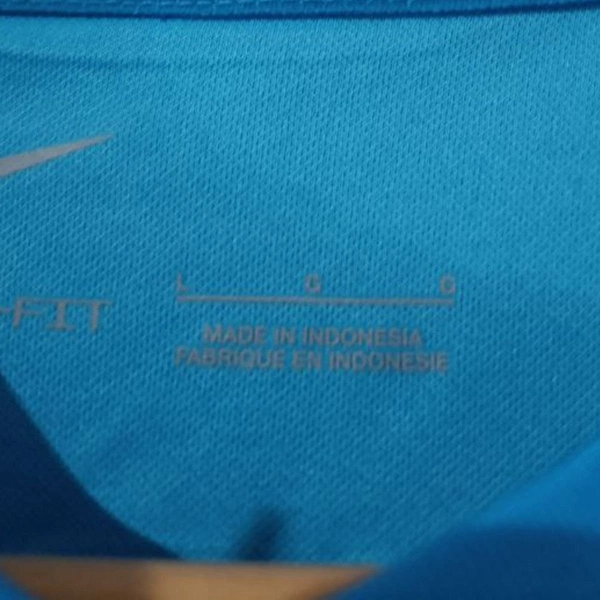 L G G
-FIT
MADE IN INDONESIA
FABRIQUE EN INDONESIE